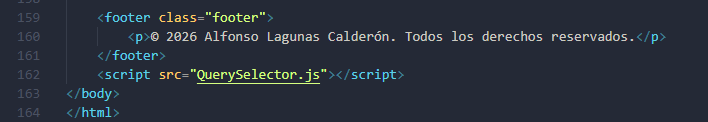 159 <footer class="footer">
160 <p>© 2026 Alfonso Lagunas Calderón. Todos los derechos reservados.</p>
161 </footer>
162 <script src="QuerySelector.js"></script>
163 </body>
164 </html>